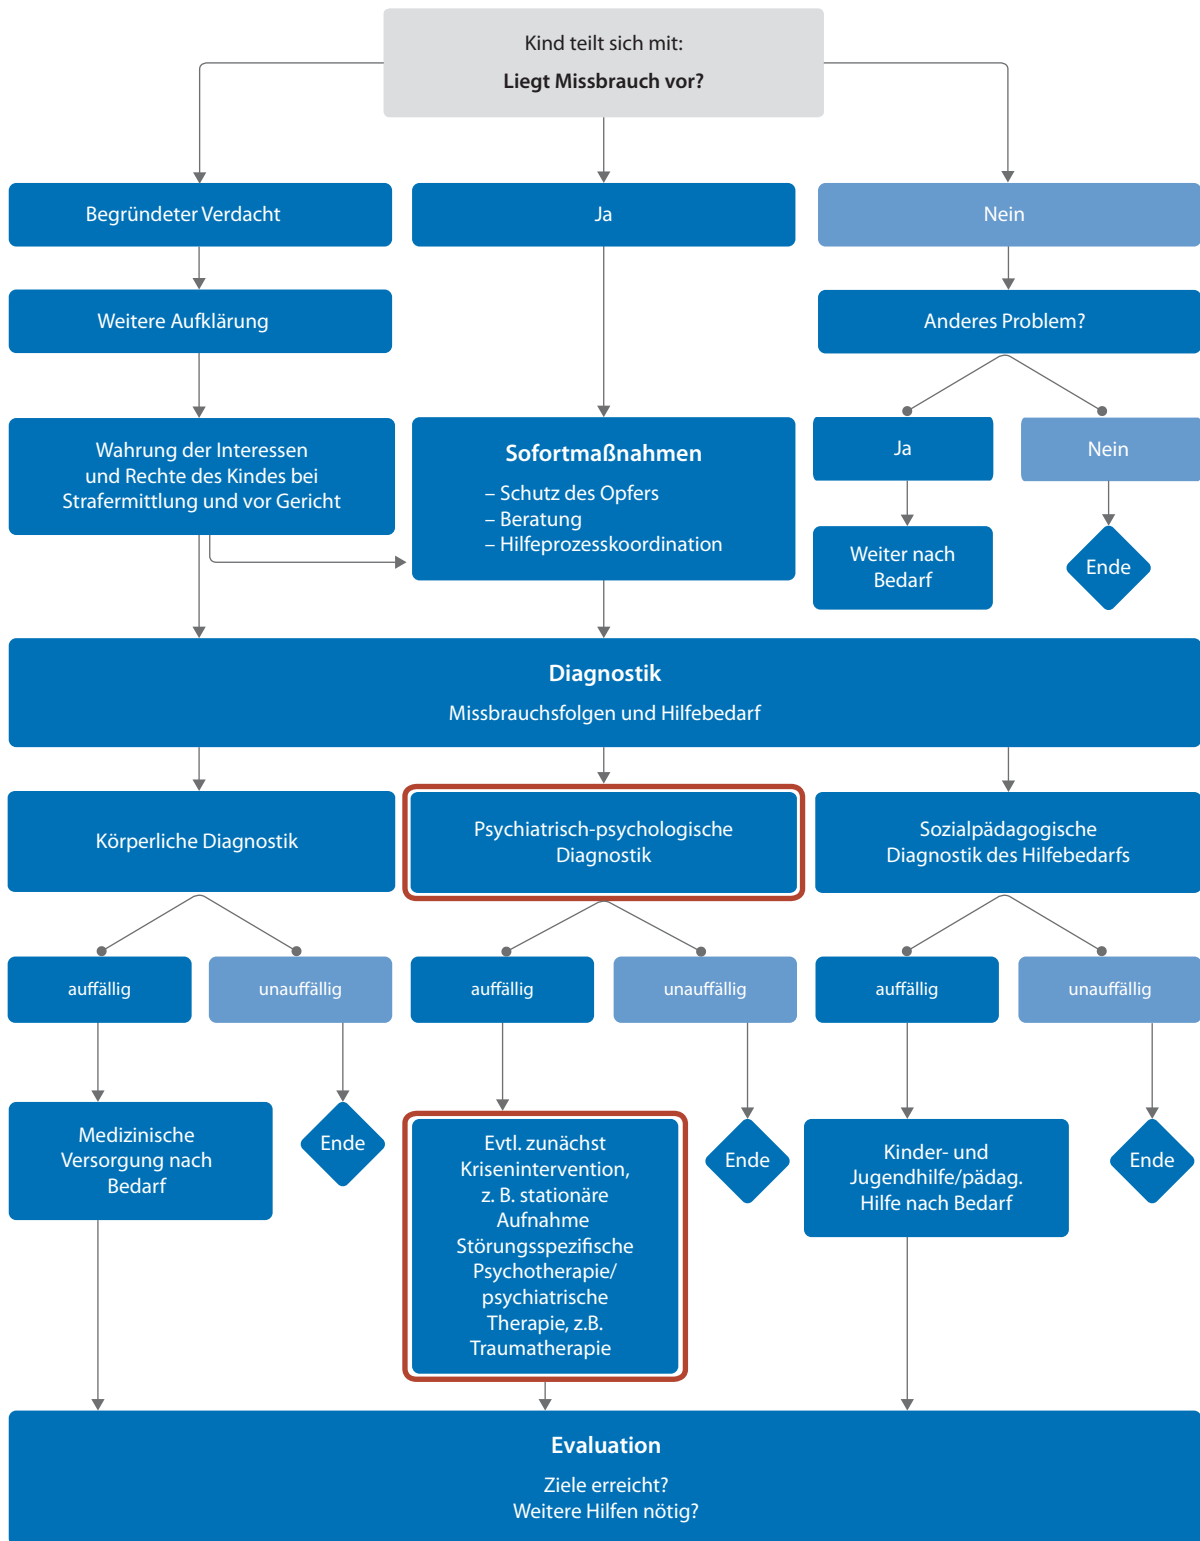 Kind teilt sich mit:
Liegt Missbrauch vor?
Begründeter Verdacht
Ja
Nein
Weitere Aufklärung
Anderes Problem?
Wahrung der Interessen
und Rechte des Kindes bei
Strafermittlung und vor Gericht
Sofortmaßnahmen
– Schutz des Opfers
– Beratung
– Hilfeprozesskoordination
Ja
Nein
Weiter nach
Bedarf
Ende
Diagnostik
Missbrauchsfolgen und Hilfebedarf
Körperliche Diagnostik
Psychiatrisch-psychologische
Diagnostik
Sozialpädagogische
Diagnostik des Hilfebedarfs
auffällig
unauffällig
auffällig
unauffällig
auffällig
unauffällig
Medizinische
Versorgung nach
Bedarf
Ende
Evtl. zunächst
Krisenintervention,
z. B. stationäre
Aufnahme
Störungsspezifische
Psychotherapie/
psychiatrische
Therapie, z.B.
Traumatherapie
Ende
Kinder- und
Jugendhilfe/pädag.
Hilfe nach Bedarf
Ende
Evaluation
Ziele erreicht?
Weitere Hilfen nötig?